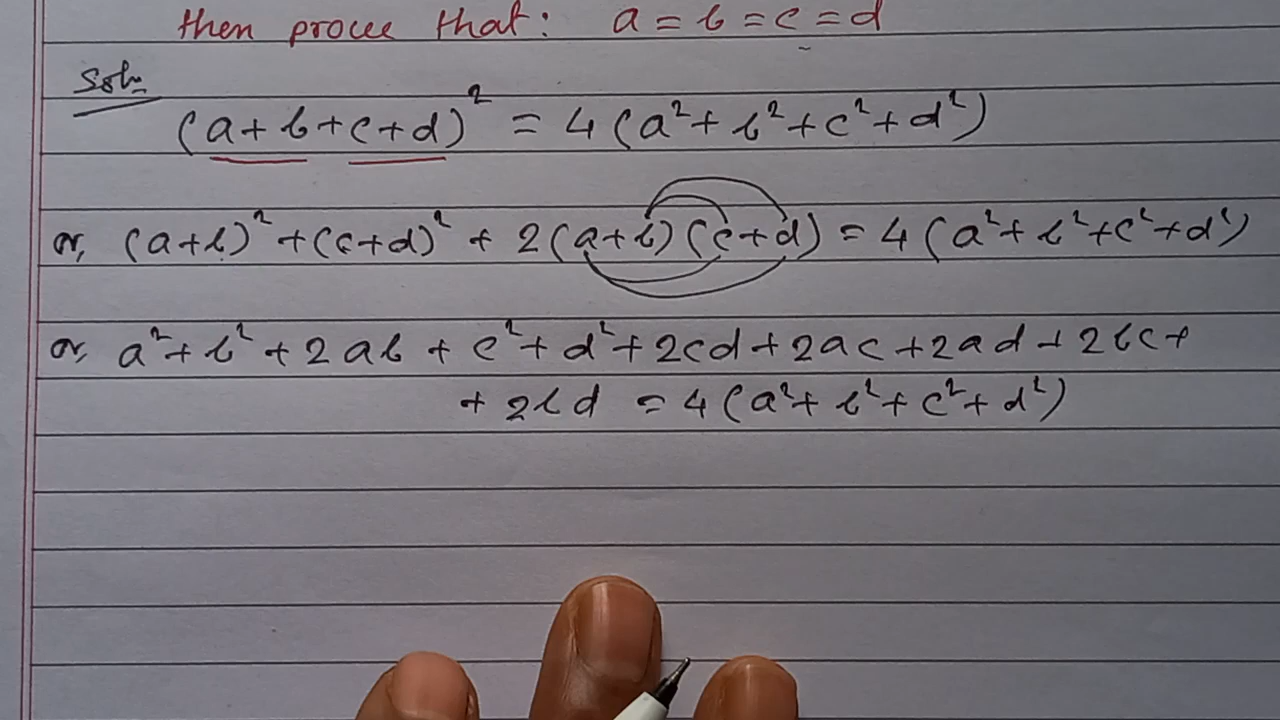 then prove that: a = b = c = d
Soln
(a+b+c+d)² = 4(a²+b²+c²+d²)
or, (a+b)²+(c+d)² + 2(a+b)(c+d) = 4(a²+b²+c²+d²)
or, a²+b²+2ab+c²+d²+2cd+2ac+2ad+2bc+
+2bd = 4(a²+b²+c²+d²)